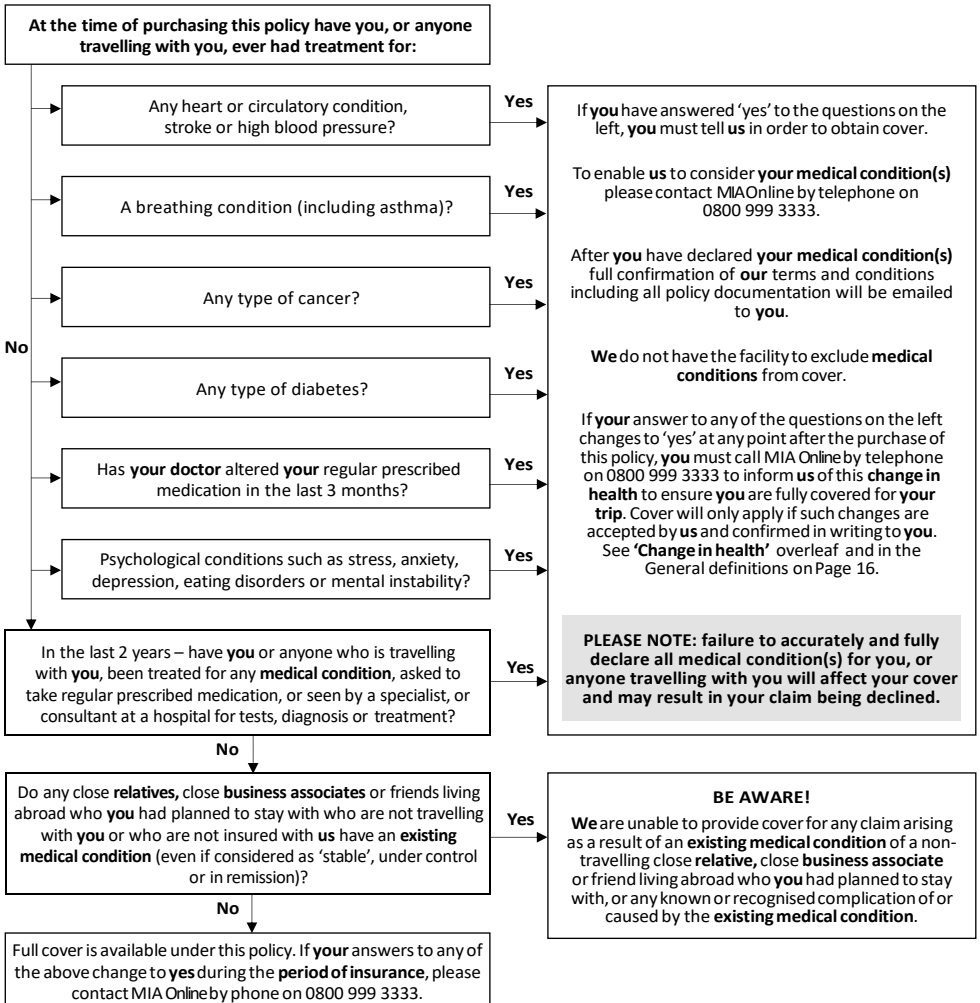 At the time of purchasing this policy have you, or anyone
travelling with you, ever had treatment for:
Any heart or circulatory condition,
stroke or high blood pressure?
Yes
A breathing condition (including asthma)?
Yes
Any type of cancer?
Yes
No
Any type of diabetes?
Yes
Has your doctor altered your regular prescribed
medication in the last 3 months?
Yes
Psychological conditions such as stress, anxiety,
depression, eating disorders or mental instability?
Yes
If you have answered ‘yes’ to the questions on the
left, you must tell us in order to obtain cover.
To enable us to consider your medical condition(s)
please contact MIAOnline by telephone on
0800 999 3333.
After you have declared your medical condition(s)
full confirmation of our terms and conditions
including all policy documentation will be emailed
to you.
We do not have the facility to exclude medical
conditions from cover.
If your answer to any of the questions on the left
changes to ‘yes’ at any point after the purchase of
this policy, you must call MIA Online by telephone
on 0800 999 3333 to inform us of this change in
health to ensure you are fully covered for your
trip. Cover will only apply if such changes are
accepted by us and confirmed in writing to you.
See ‘Change in health’ overleaf and in the
General definitions on Page 16.
PLEASE NOTE: failure to accurately and fully
declare all medical condition(s) for you, or
anyone travelling with you will affect your cover
and may result in your claim being declined.
In the last 2 years – have you or anyone who is travelling
with you, been treated for any medical condition, asked to
take regular prescribed medication, or seen by a specialist, or
consultant at a hospital for tests, diagnosis or treatment?
Yes
No
Do any close relatives, close business associates or friends living
abroad who you had planned to stay with who are not travelling
with you or who are not insured with us have an existing
medical condition (even if considered as ‘stable’, under control
or in remission)?
Yes
BE AWARE!
We are unable to provide cover for any claim arising
as a result of an existing medical condition of a non-
travelling close relative, close business associate
or friend living abroad who you had planned to stay
with, or any known or recognised complication of or
caused by the existing medical condition.
No
Full cover is available under this policy. If your answers to any of
the above change to yes during the period of insurance, please
contact MIA Online by phone on 0800 999 3333.